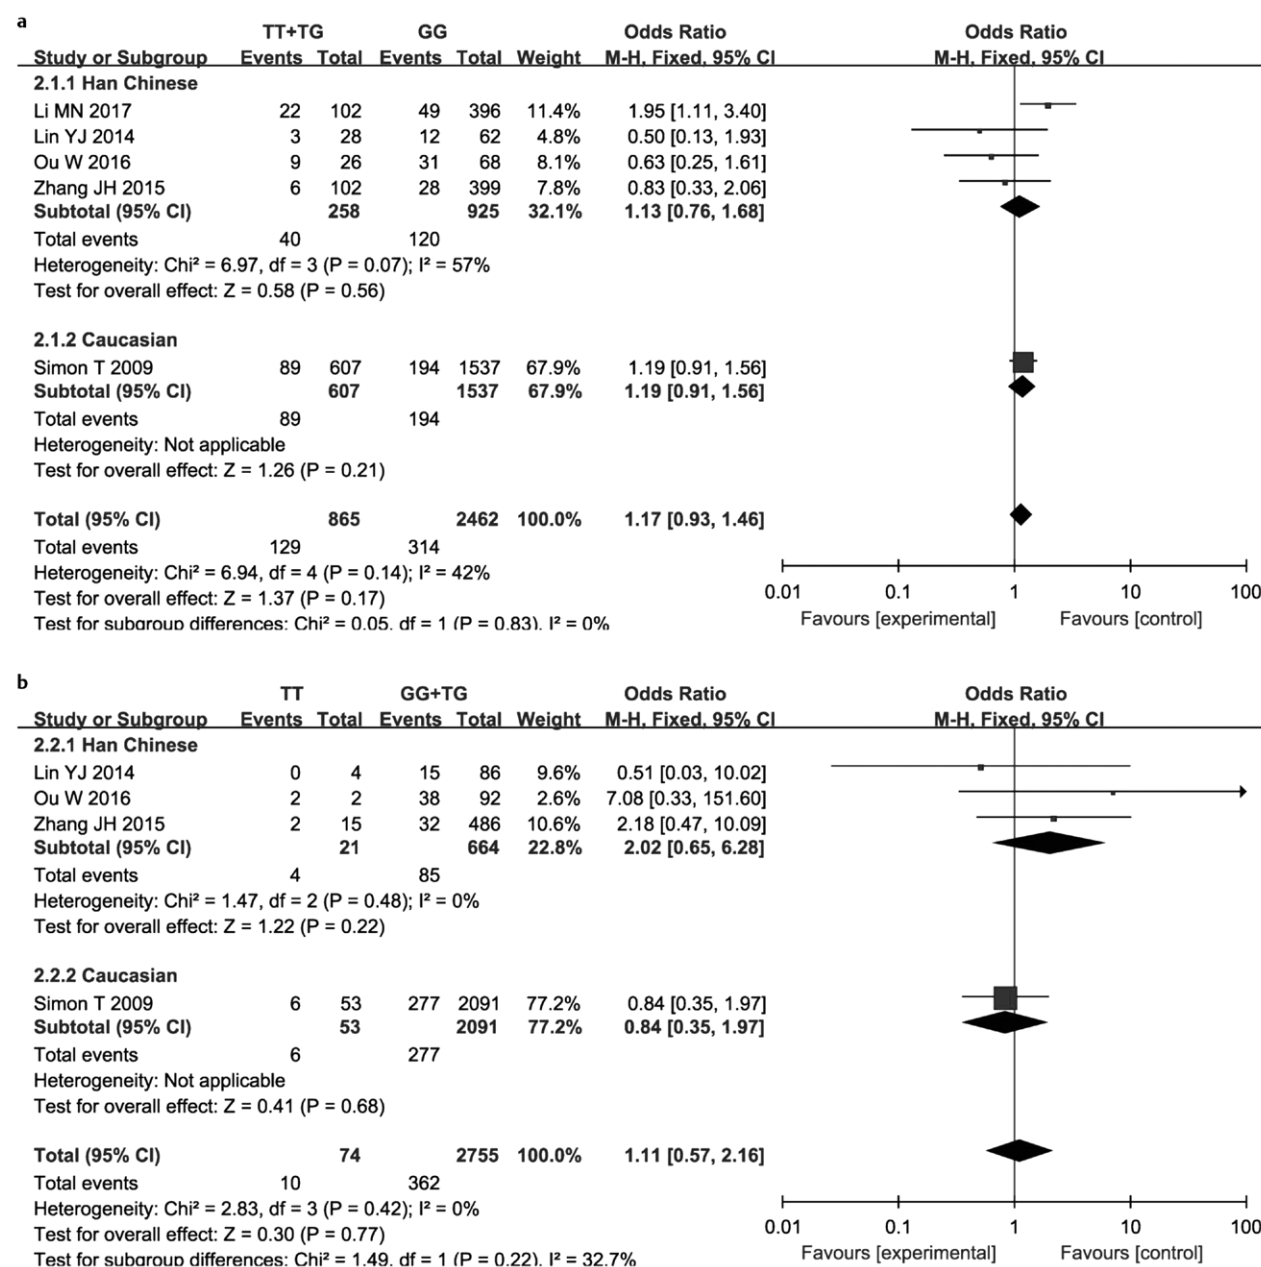 a
TT+TG GG Odds Ratio Odds Ratio
Study or Subgroup Events Total Events Total Weight M-H, Fixed, 95% CI M-H, Fixed, 95% CI
2.1.1 Han Chinese
Li MN 2017 22 102 49 396 11.4% 1.95 [1.11, 3.40]
Lin YJ 2014 3 28 12 62 4.8% 0.50 [0.13, 1.93]
Ou W 2016 9 26 31 68 8.1% 0.63 [0.25, 1.61]
Zhang JH 2015 6 102 28 399 7.8% 0.83 [0.33, 2.06]
Subtotal (95% CI) 258 925 32.1% 1.13 [0.76, 1.68]
Total events 40 120
Heterogeneity: Chi² = 6.97, df = 3 (P = 0.07); I² = 57%
Test for overall effect: Z = 0.58 (P = 0.56)
2.1.2 Caucasian
Simon T 2009 89 607 194 1537 67.9% 1.19 [0.91, 1.56]
Subtotal (95% CI) 607 1537 67.9% 1.19 [0.91, 1.56]
Total events 89 194
Heterogeneity: Not applicable
Test for overall effect: Z = 1.26 (P = 0.21)
Total (95% CI) 865 2462 100.0% 1.17 [0.93, 1.46]
Total events 129 314
Heterogeneity: Chi² = 6.94, df = 4 (P = 0.14); I² = 42%
Test for overall effect: Z = 1.37 (P = 0.17)
Test for subgroup differences: Chi² = 0.05, df = 1 (P = 0.83), I² = 0%
0.01 0.1 1 10 100
Favours [experimental] Favours [control]
b
TT GG+TG Odds Ratio Odds Ratio
Study or Subgroup Events Total Events Total Weight M-H, Fixed, 95% CI M-H, Fixed, 95% CI
2.2.1 Han Chinese
Lin YJ 2014 0 4 15 86 9.6% 0.51 [0.03, 10.02]
Ou W 2016 2 2 38 92 2.6% 7.08 [0.33, 151.60]
Zhang JH 2015 2 15 32 486 10.6% 2.18 [0.47, 10.09]
Subtotal (95% CI) 21 664 22.8% 2.02 [0.65, 6.28]
Total events 4 85
Heterogeneity: Chi² = 1.47, df = 2 (P = 0.48); I² = 0%
Test for overall effect: Z = 1.22 (P = 0.22)
2.2.2 Caucasian
Simon T 2009 6 53 277 2091 77.2% 0.84 [0.35, 1.97]
Subtotal (95% CI) 53 2091 77.2% 0.84 [0.35, 1.97]
Total events 6 277
Heterogeneity: Not applicable
Test for overall effect: Z = 0.41 (P = 0.68)
Total (95% CI) 74 2755 100.0% 1.11 [0.57, 2.16]
Total events 10 362
Heterogeneity: Chi² = 2.83, df = 3 (P = 0.42); I² = 0%
Test for overall effect: Z = 0.30 (P = 0.77)
Test for subgroup differences: Chi² = 1.49, df = 1 (P = 0.22), I² = 32.7%
0.01 0.1 1 10 100
Favours [experimental] Favours [control]